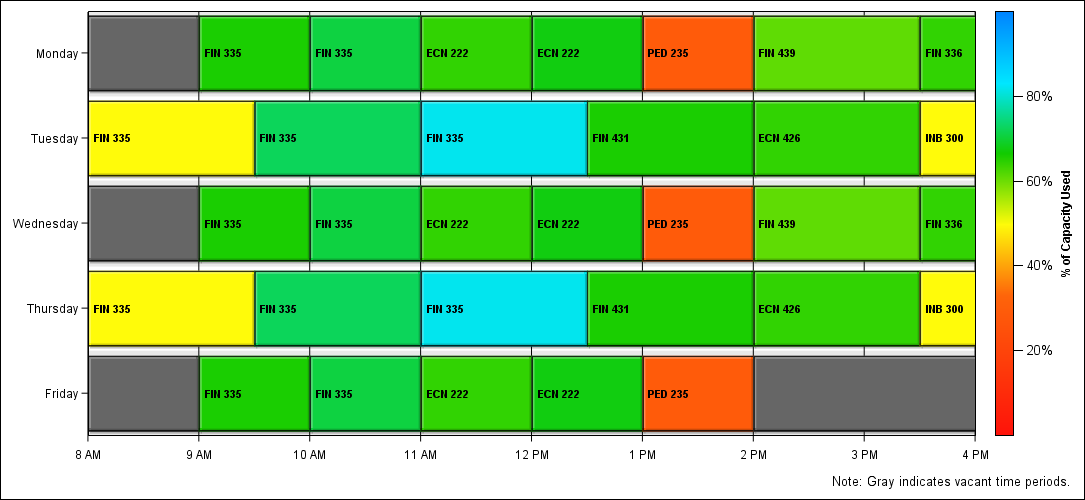 Monday FIN 335 FIN 335 ECN 222 ECN 222 PED 235 FIN 439 FIN 336
Tuesday FIN 335 FIN 335 FIN 335 FIN 431 ECN 426 INB 300
Wednesday FIN 335 FIN 335 ECN 222 ECN 222 PED 235 FIN 439 FIN 336
Thursday FIN 335 FIN 335 FIN 335 FIN 431 ECN 426 INB 300
Friday FIN 335 FIN 335 ECN 222 ECN 222 PED 235
8 AM 9 AM 10 AM 11 AM 12 PM 1 PM 2 PM 3 PM 4 PM
80%
60%
40%
20%
% of Capacity Used
Note: Gray indicates vacant time periods.